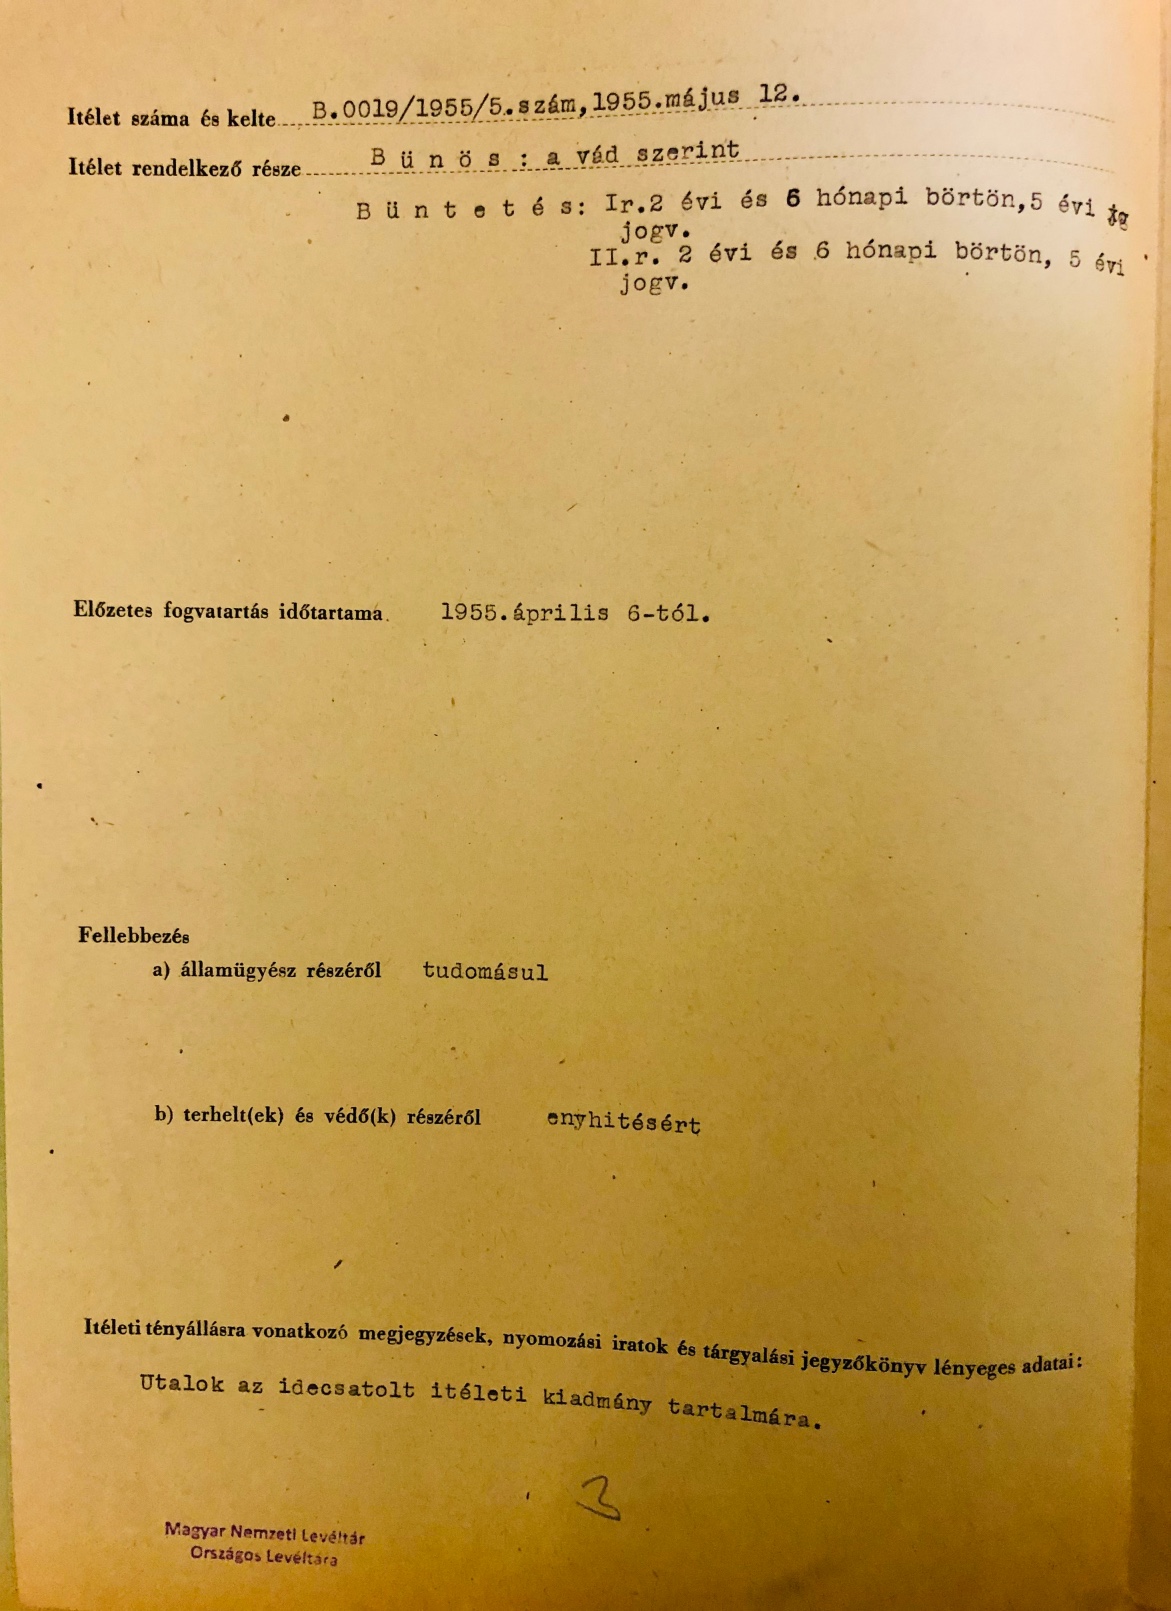 Itélet száma és kelte B.0019/1955/5.szám,1955.május 12.
Itélet rendelkező része B ü n ö s : a vád szerint
B ü n t e t é s: Ir.2 évi és 6 hónapi börtön,5 évi
jogv.
II.r. 2 évi és 6 hónapi börtön, 5 évi
jogv.
Előzetes fogvatartás időtartama. 1955.április 6-tól.
Fellebbezés
a) államügyész részéről tudomásul
b) terhelt(ek) és védő(k) részéről enyhitésért
Itéleti tényállásra vonatkozó megjegyzések, nyomozási iratok és tárgyalási jegyzőkönyv lényeges adatai:
Utalok az idecsatolt itéleti kiadmány tartalmára.
3
Magyar Nemzeti Levéltár
Országos Levéltára